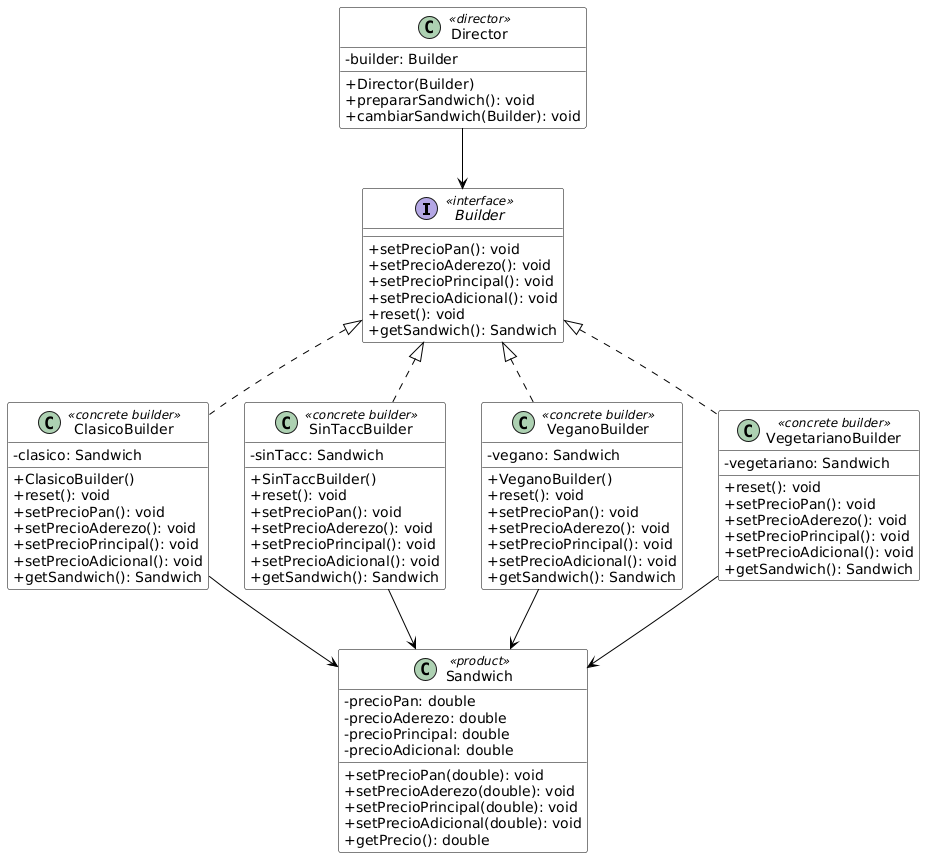 «director»
C Director
-builder: Builder
+Director(Builder)
+prepararSandwich(): void
+cambiarSandwich(Builder): void
«interface»
I Builder
+setPrecioPan(): void
+setPrecioAderezo(): void
+setPrecioPrincipal(): void
+setPrecioAdicional(): void
+reset(): void
+getSandwich(): Sandwich
«concrete builder»
C ClasicoBuilder
-clasico: Sandwich
+ClasicoBuilder()
+reset(): void
+setPrecioPan(): void
+setPrecioAderezo(): void
+setPrecioPrincipal(): void
+setPrecioAdicional(): void
+getSandwich(): Sandwich
«concrete builder»
C SinTaccBuilder
-sinTacc: Sandwich
+SinTaccBuilder()
+reset(): void
+setPrecioPan(): void
+setPrecioAderezo(): void
+setPrecioPrincipal(): void
+setPrecioAdicional(): void
+getSandwich(): Sandwich
«concrete builder»
C VeganoBuilder
-vegano: Sandwich
+VeganoBuilder()
+reset(): void
+setPrecioPan(): void
+setPrecioAderezo(): void
+setPrecioPrincipal(): void
+setPrecioAdicional(): void
+getSandwich(): Sandwich
«concrete builder»
C VegetarianoBuilder
-vegetariano: Sandwich
+reset(): void
+setPrecioPan(): void
+setPrecioAderezo(): void
+setPrecioPrincipal(): void
+setPrecioAdicional(): void
+getSandwich(): Sandwich
«product»
C Sandwich
-precioPan: double
-precioAderezo: double
-precioPrincipal: double
-precioAdicional: double
+setPrecioPan(double): void
+setPrecioAderezo(double): void
+setPrecioPrincipal(double): void
+setPrecioAdicional(double): void
+getPrecio(): double